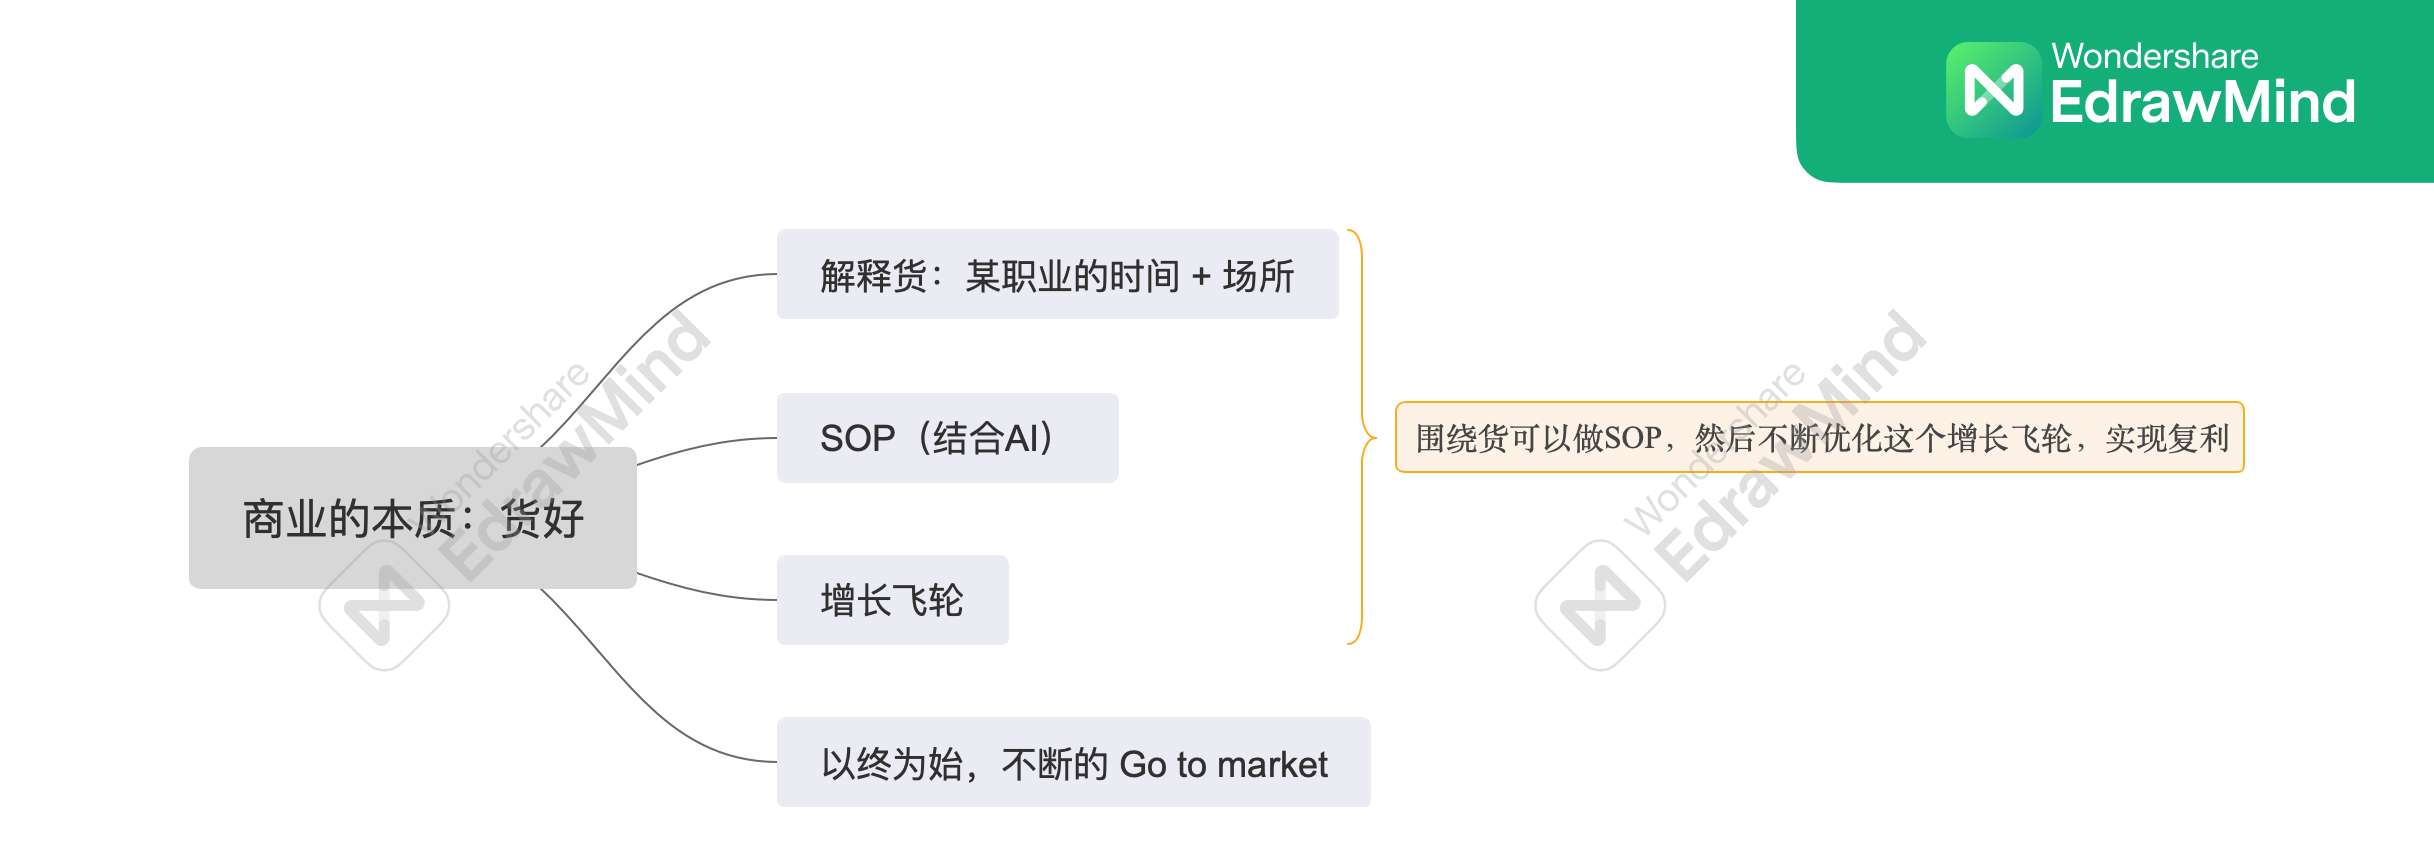 Wondershare
EdrawMind
解释货：某职业的时间 + 场所
SOP（结合AI）
围绕货可以做SOP，然后不断优化这个增长飞轮，实现复利
商业的本质：货好
增长飞轮
以终为始，不断的 Go to market
Wondershare
EdrawMind
Wondershare
EdrawMind